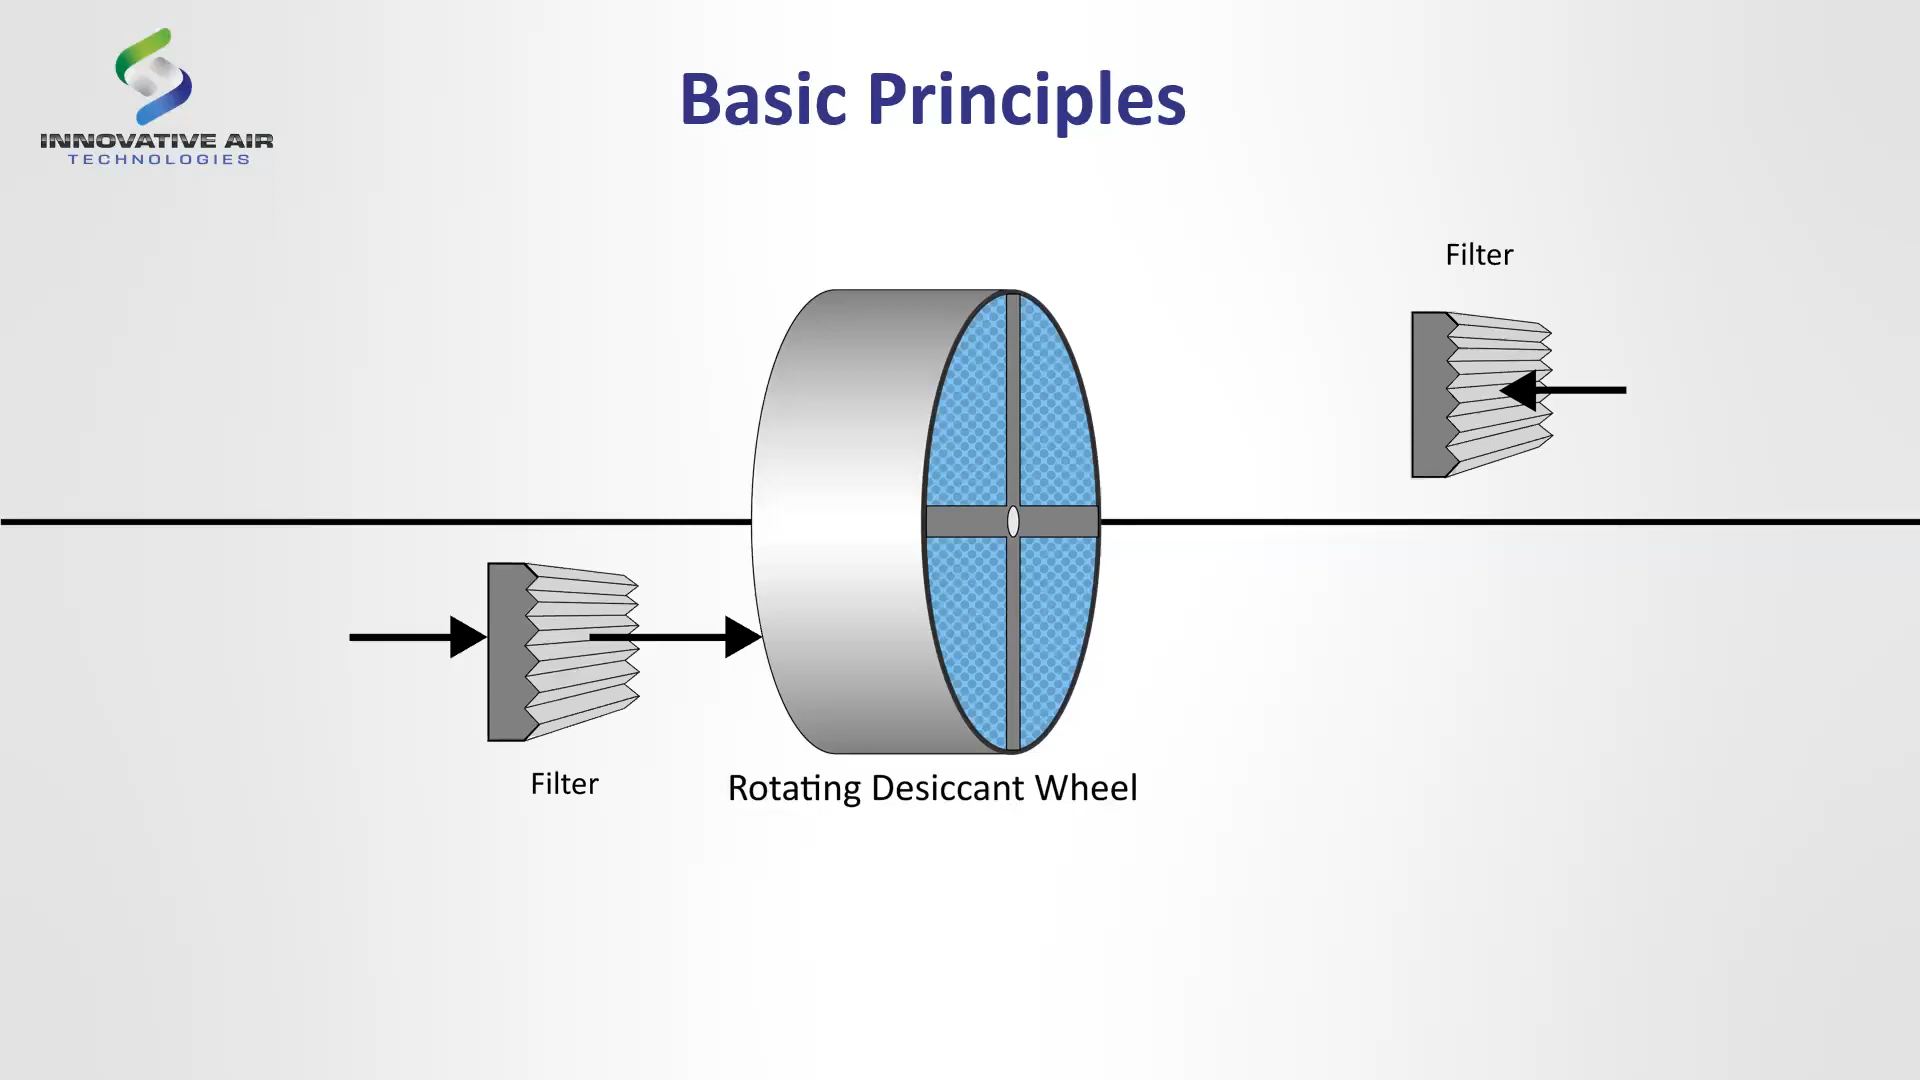 INNOVATIVE AIR
TECHNOLOGIES
Basic Principles
Filter
Filter
Rotating Desiccant Wheel